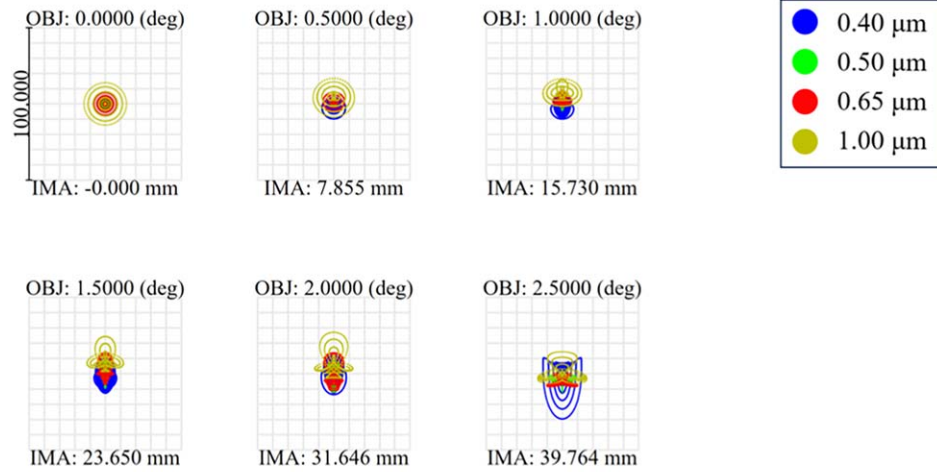 OBJ: 0.0000 (deg)
OBJ: 0.5000 (deg)
OBJ: 1.0000 (deg)
100.000
IMA: -0.000 mm
IMA: 7.855 mm
IMA: 15.730 mm
0.40 μm
0.50 μm
0.65 μm
1.00 μm
OBJ: 1.5000 (deg)
OBJ: 2.0000 (deg)
OBJ: 2.5000 (deg)
IMA: 23.650 mm
IMA: 31.646 mm
IMA: 39.764 mm